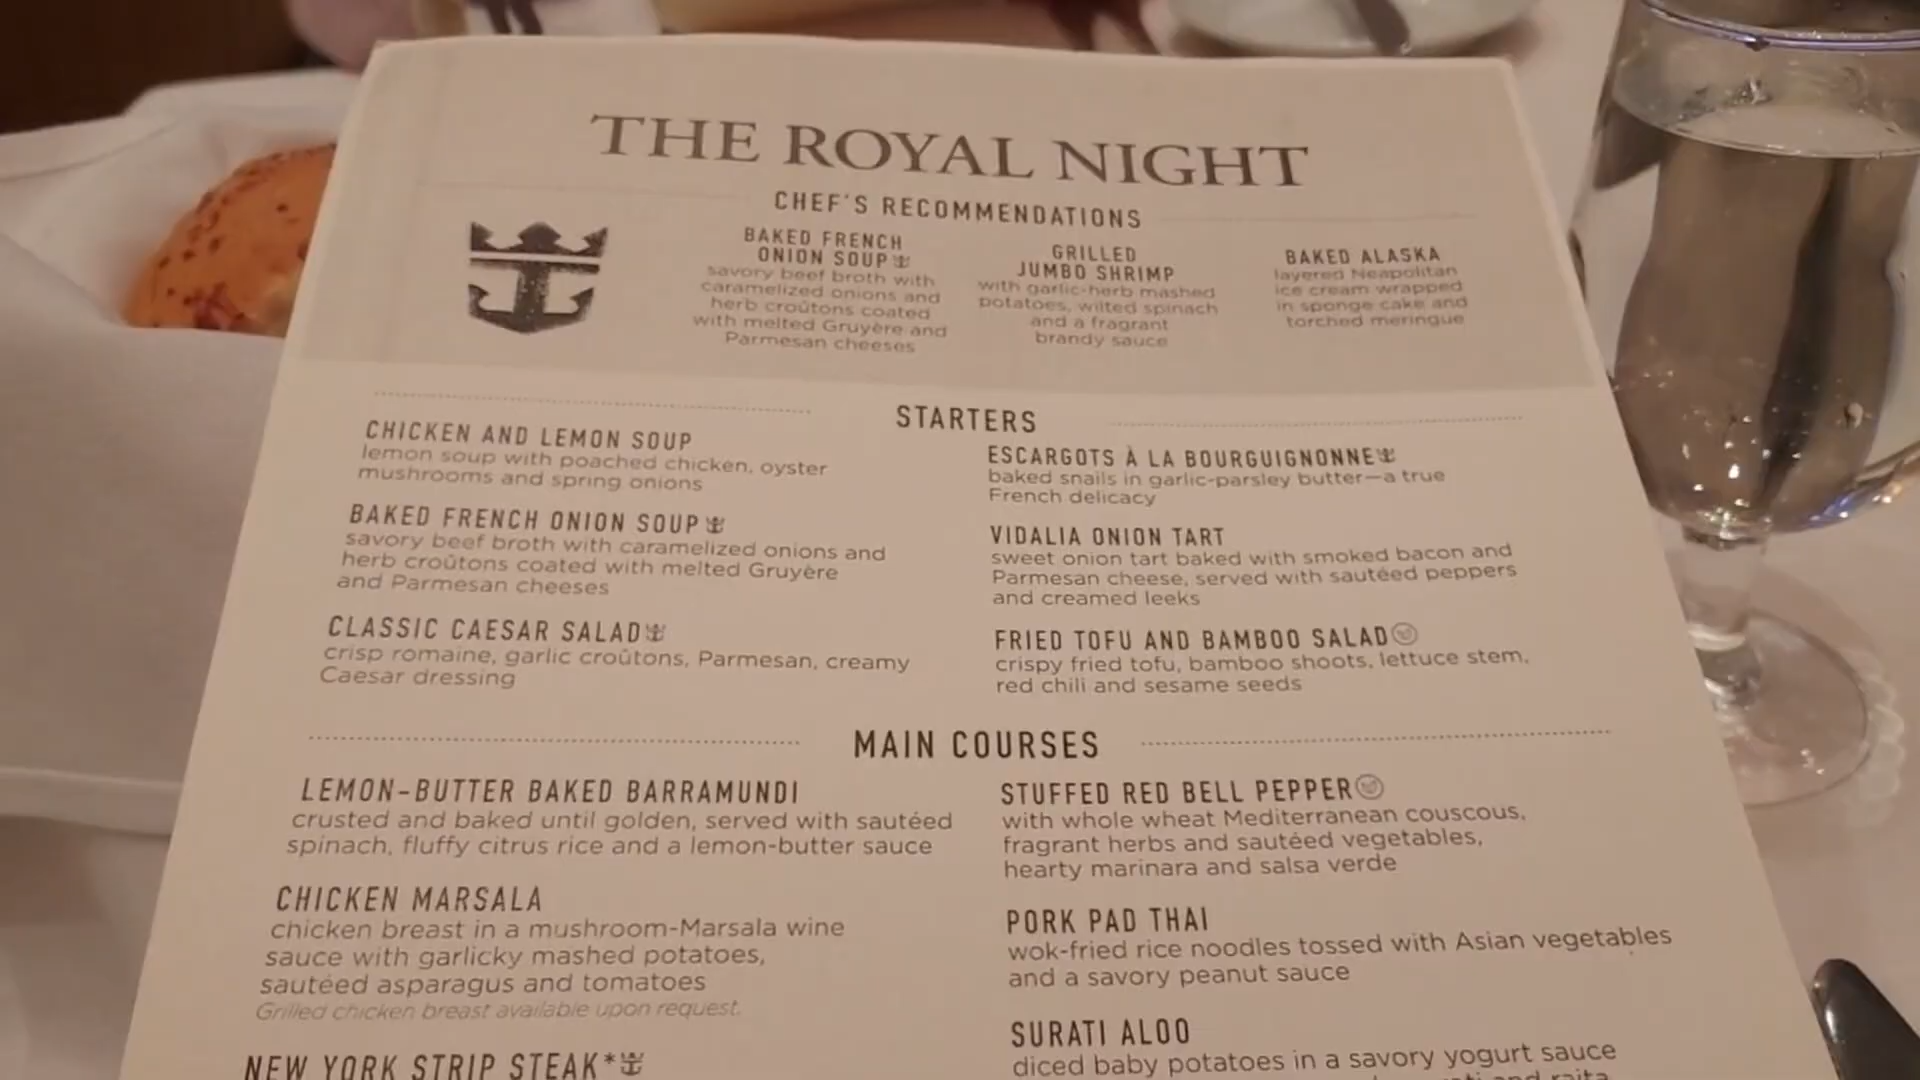 THE ROYAL NIGHT
CHEF'S RECOMMENDATIONS
BAKED FRENCH
ONION SOUP
savory beef broth with
caramelized onions and
herb croûtons coated
with melted Gruyère and
Parmesan cheeses
GRILLED
JUMBO SHRIMP
with garlic-herb mashed
potatoes, wilted spinach
and a fragrant
brandy sauce
BAKED ALASKA
layered Neapolitan
ice cream wrapped
in sponge cake and
torched meringue
STARTERS
CHICKEN AND LEMON SOUP
lemon soup with poached chicken, oyster
mushrooms and spring onions
BAKED FRENCH ONION SOUP
savory beef broth with caramelized onions and
herb croûtons coated with melted Gruyère
and Parmesan cheeses
CLASSIC CAESAR SALAD
crisp romaine, garlic croûtons, Parmesan, creamy
Caesar dressing
ESCARGOTS À LA BOURGUIGNONNE
baked snails in garlic-parsley butter—a true
French delicacy
VIDALIA ONION TART
sweet onion tart baked with smoked bacon and
Parmesan cheese, served with sautéed peppers
and creamed leeks
FRIED TOFU AND BAMBOO SALAD
crispy fried tofu, bamboo shoots, lettuce stem,
red chili and sesame seeds
MAIN COURSES
LEMON-BUTTER BAKED BARRAMUNDI
crusted and baked until golden, served with sautéed
spinach, fluffy citrus rice and a lemon-butter sauce
CHICKEN MARSALA
chicken breast in a mushroom-Marsala wine
sauce with garlicky mashed potatoes,
sautéed asparagus and tomatoes
Grilled chicken breast available upon request.
NEW YORK STRIP STEAK*
STUFFED RED BELL PEPPER
with whole wheat Mediterranean couscous,
fragrant herbs and sautéed vegetables,
hearty marinara and salsa verde
PORK PAD THAI
wok-fried rice noodles tossed with Asian vegetables
and a savory peanut sauce
SURATI ALOO
diced baby potatoes in a savory yogurt sauce
and raita